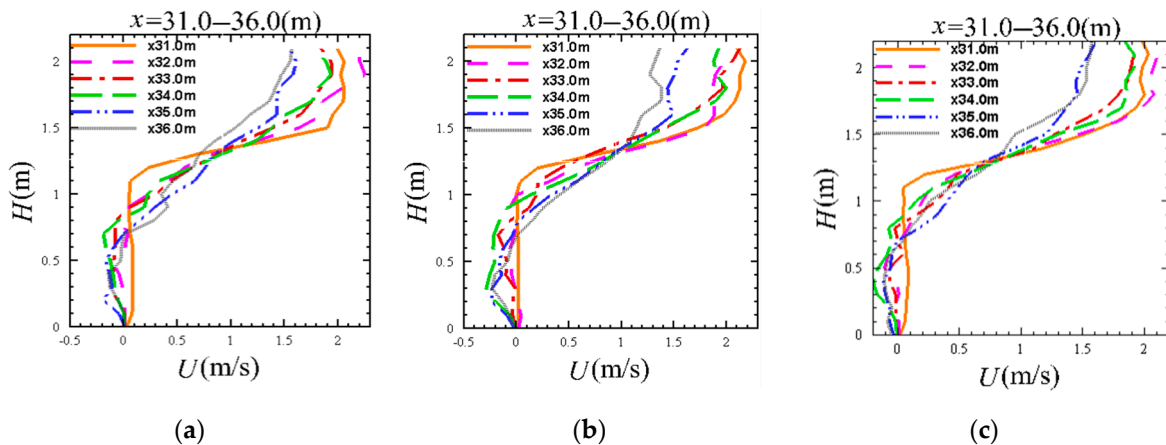 x=31.0–36.0(m)
x31.0m
x32.0m
x33.0m
x34.0m
x35.0m
x36.0m
2
1.5
1
0.5
0
H(m)
-0.5 0 0.5 1 1.5 2
U(m/s)
(a)
x=31.0–36.0(m)
x31.0m
x32.0m
x33.0m
x34.0m
x35.0m
x36.0m
2
1.5
1
0.5
0
H(m)
-0.5 0 0.5 1 1.5 2
U(m/s)
(b)
x=31.0–36.0(m)
x31.0m
x32.0m
x33.0m
x34.0m
x35.0m
x36.0m
2
1.5
1
0.5
0
H(m)
0 0.5 1 1.5 2
U(m/s)
(c)